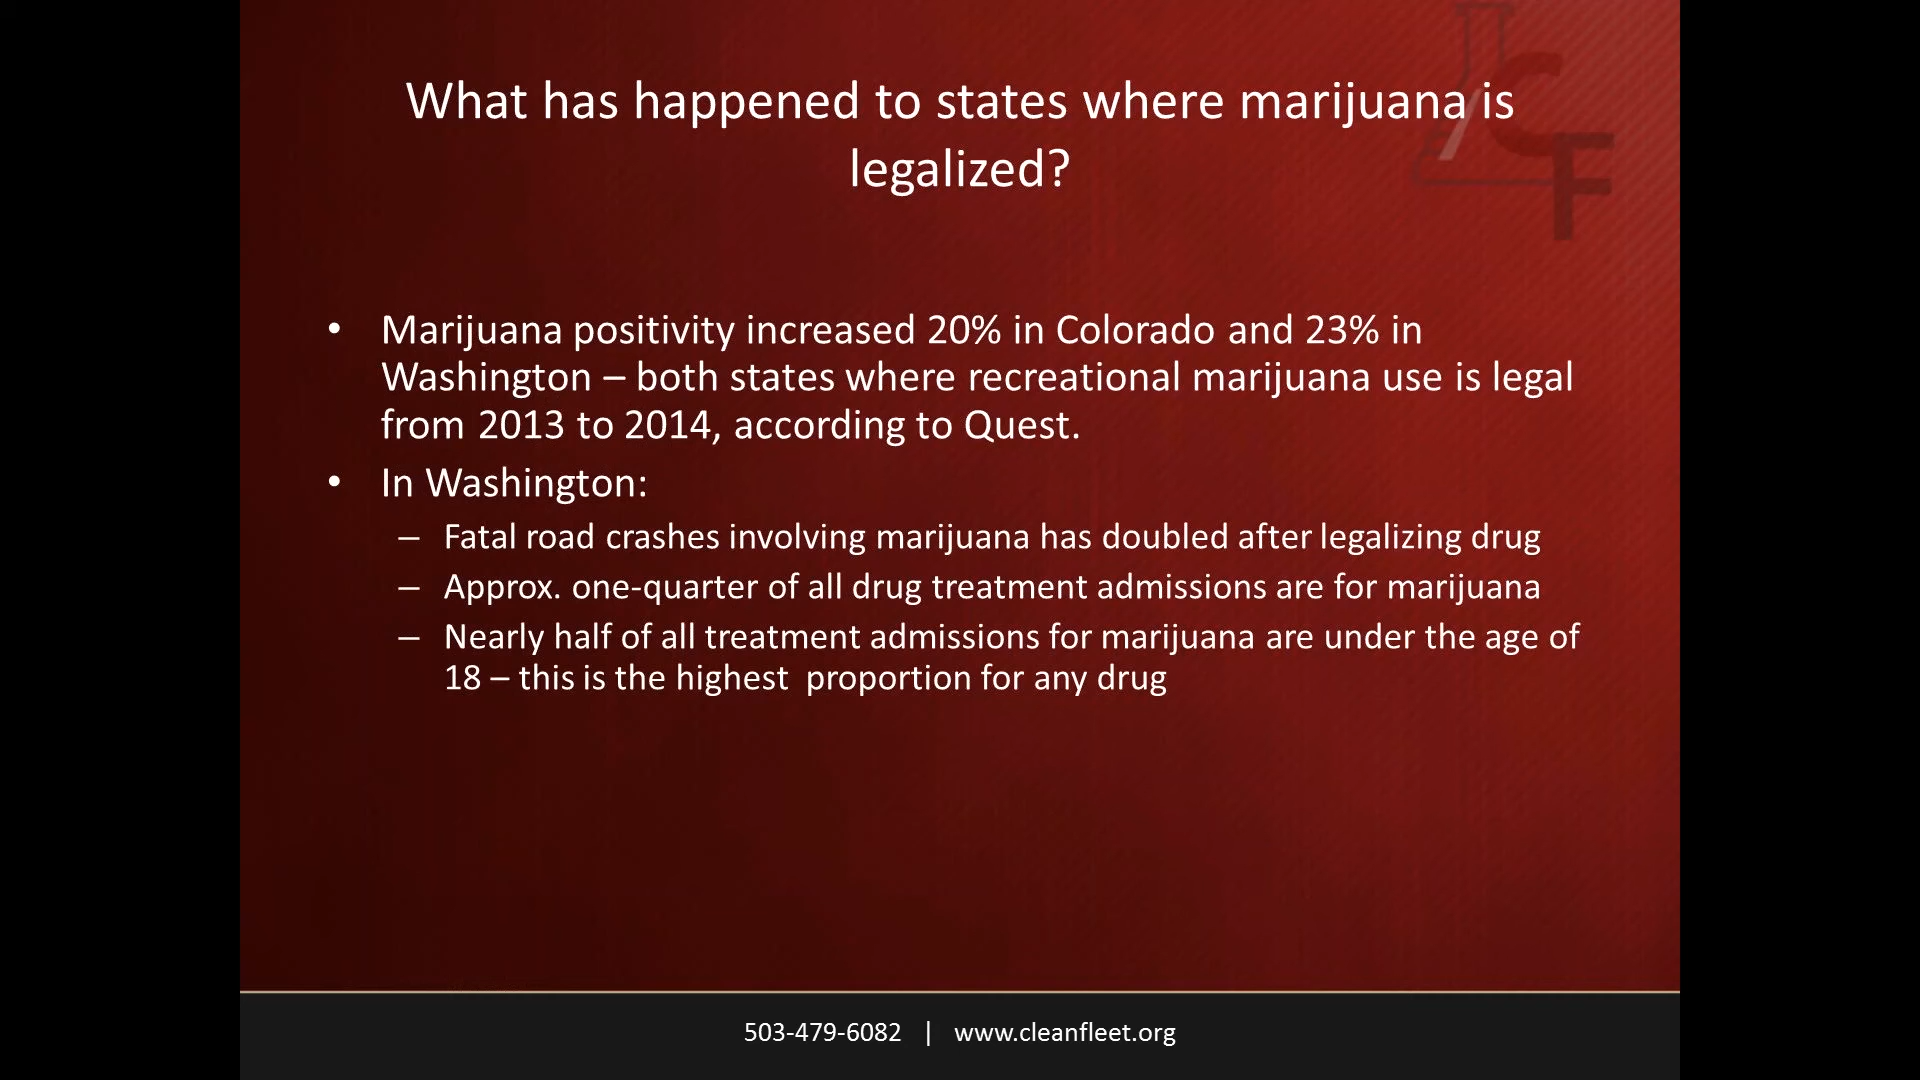 What has happened to states where marijuana is
legalized?
• Marijuana positivity increased 20% in Colorado and 23% in
Washington – both states where recreational marijuana use is legal
from 2013 to 2014, according to Quest.
• In Washington:
– Fatal road crashes involving marijuana has doubled after legalizing drug
– Approx. one-quarter of all drug treatment admissions are for marijuana
– Nearly half of all treatment admissions for marijuana are under the age of
18 – this is the highest  proportion for any drug
CF
503-479-6082 | www.cleanfleet.org